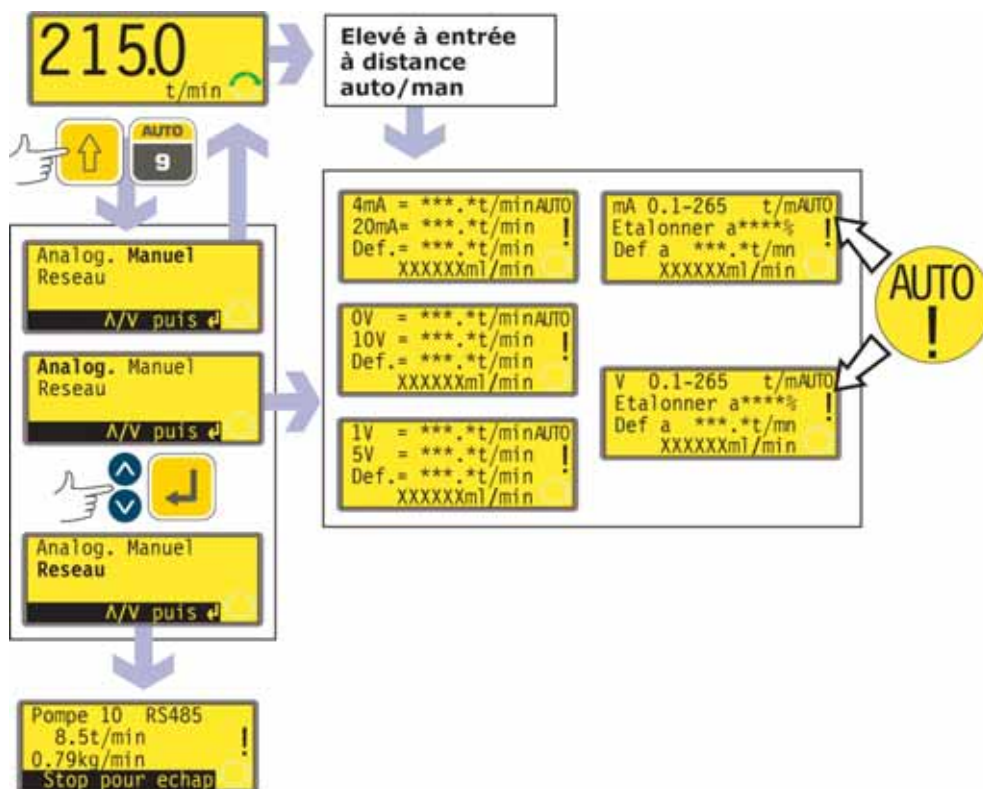 215.0
t/min
Elevé à entrée
à distance
auto/man
AUTO
9
Analog. Manuel
Reseau
Λ/V puis ↲
Analog. Manuel
Reseau
Λ/V puis ↲
Analog. Manuel
Reseau
Λ/V puis ↲
Pompe 10 RS485
8.5t/min !
0.79kg/min
Stop pour echap
4mA = ***.*t/minAUTO
20mA= ***.*t/min !
Def.= ***.*t/min
XXXXXXml/min
0V = ***.*t/minAUTO
10V = ***.*t/min !
Def.= ***.*t/min
XXXXXXml/min
1V = ***.*t/minAUTO
5V = ***.*t/min !
Def.= ***.*t/min
XXXXXXml/min
mA 0.1-265 t/mAUTO
Etalonner a****% !
Def a ***.*t/mn
XXXXXXml/min
V 0.1-265 t/mAUTO
Etalonner a****% !
Def a ***.*t/mn
XXXXXXml/min
AUTO
!